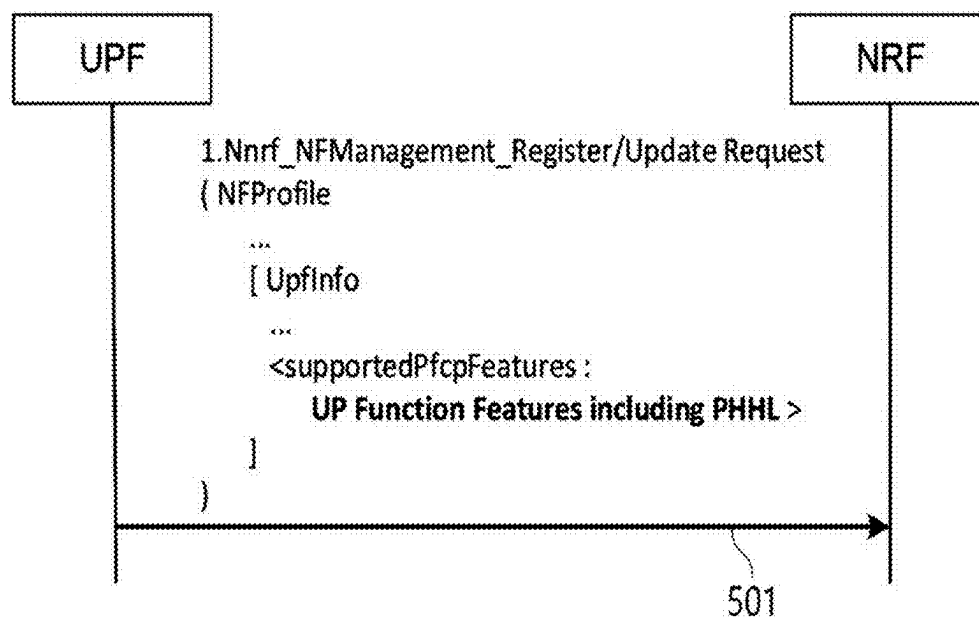 UPF
NRF
1.Nnrf_NFManagement_Register/Update Request
( NFProfile
...
[ UpfInfo
...
<supportedPfcpFeatures :
UP Function Features including PHHL >
]
)
501